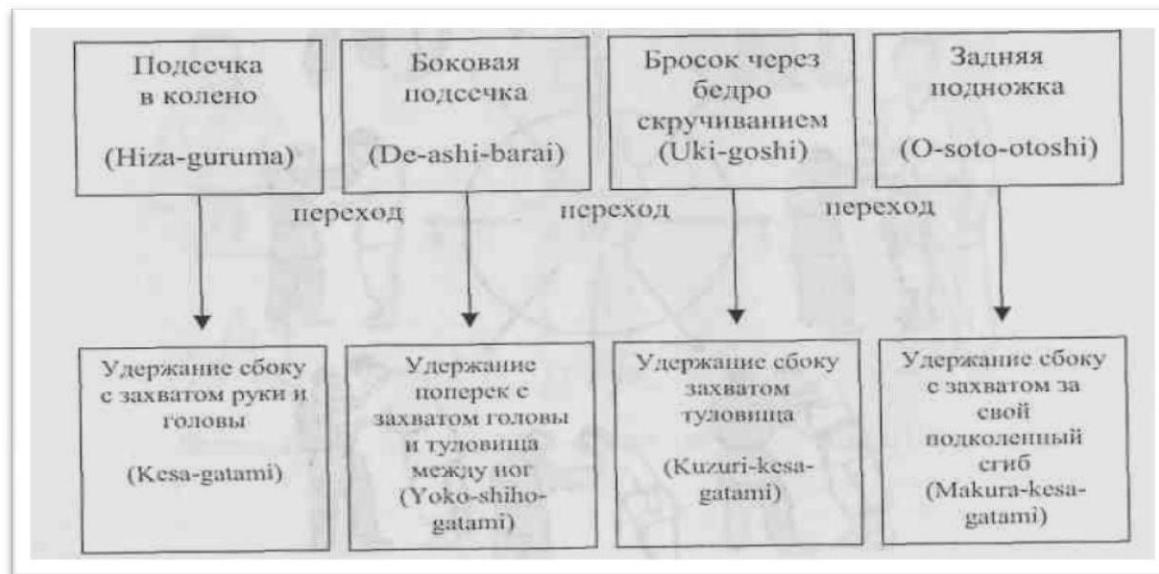 Подсечка
в колено
(Hiza-guruma)
Боковая
подсечка
(De-ashi-barai)
Бросок через
бедро
скручиванием
(Uki-goshi)
Задняя
подножка
(O-soto-otoshi)
переход
переход
переход
Удержание сбоку
с захватом руки и
головы
(Kesa-gatami)
Удержание
поперек с
захватом головы
и туловища
между ног
(Yoko-shiho-
gatami)
Удержание сбоку
захватом
туловища
(Kuzuri-kesa-
gatami)
Удержание сбоку
с захватом за
свой
подколенный
сгиб
(Makura-kesa-
gatami)